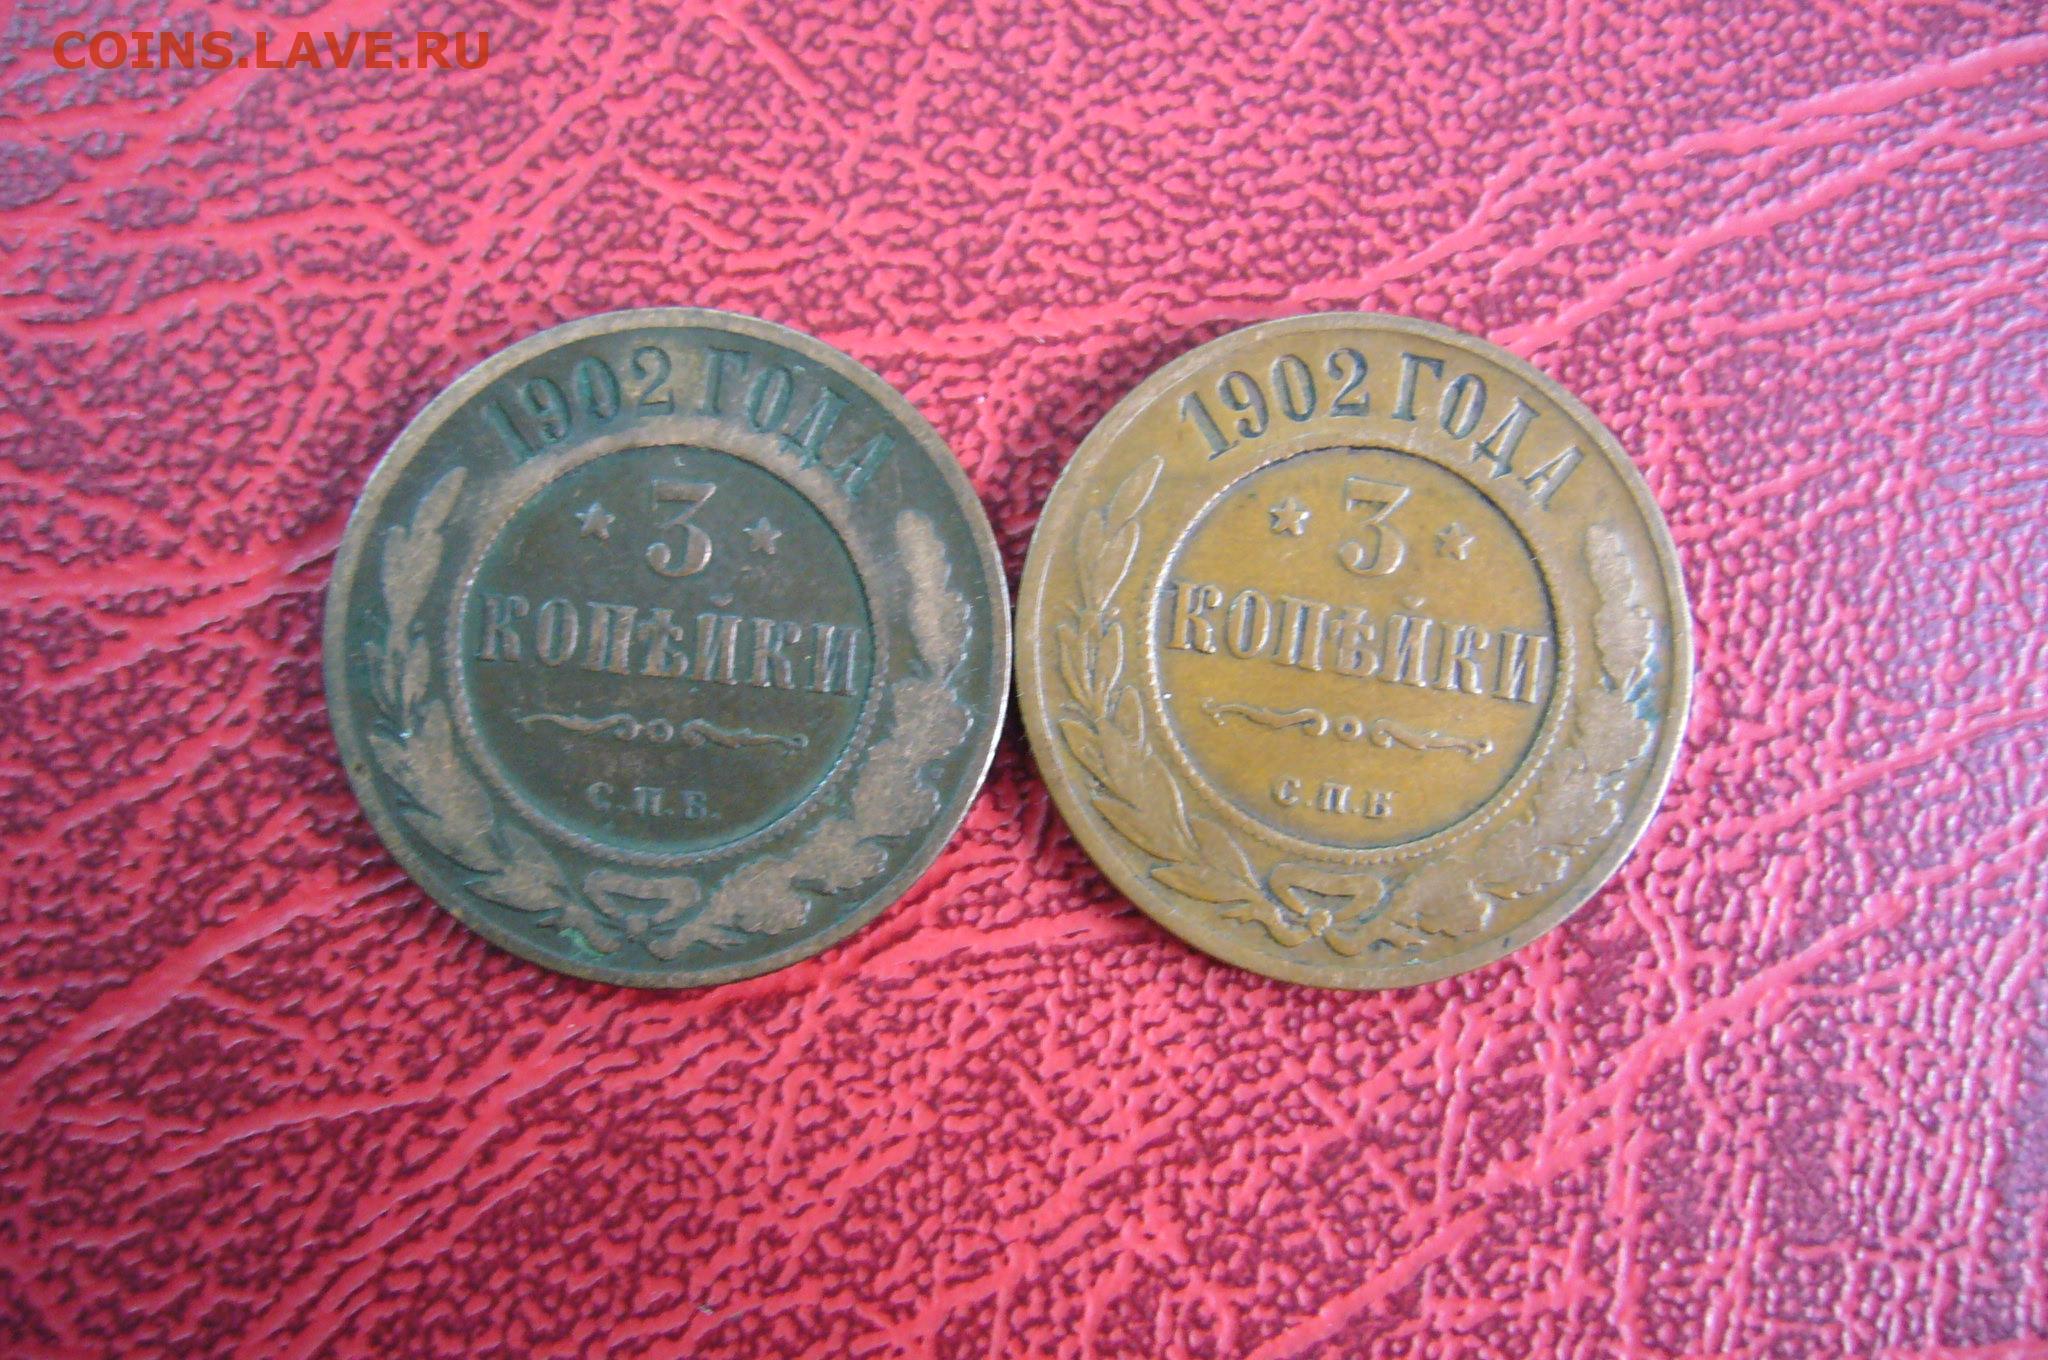 COINS.LAVE.RU
1902 ГОДА
3
КОПѢЙКИ
С.П.Б.
1902 ГОДА
3
КОПѢЙКИ
С.П.Б